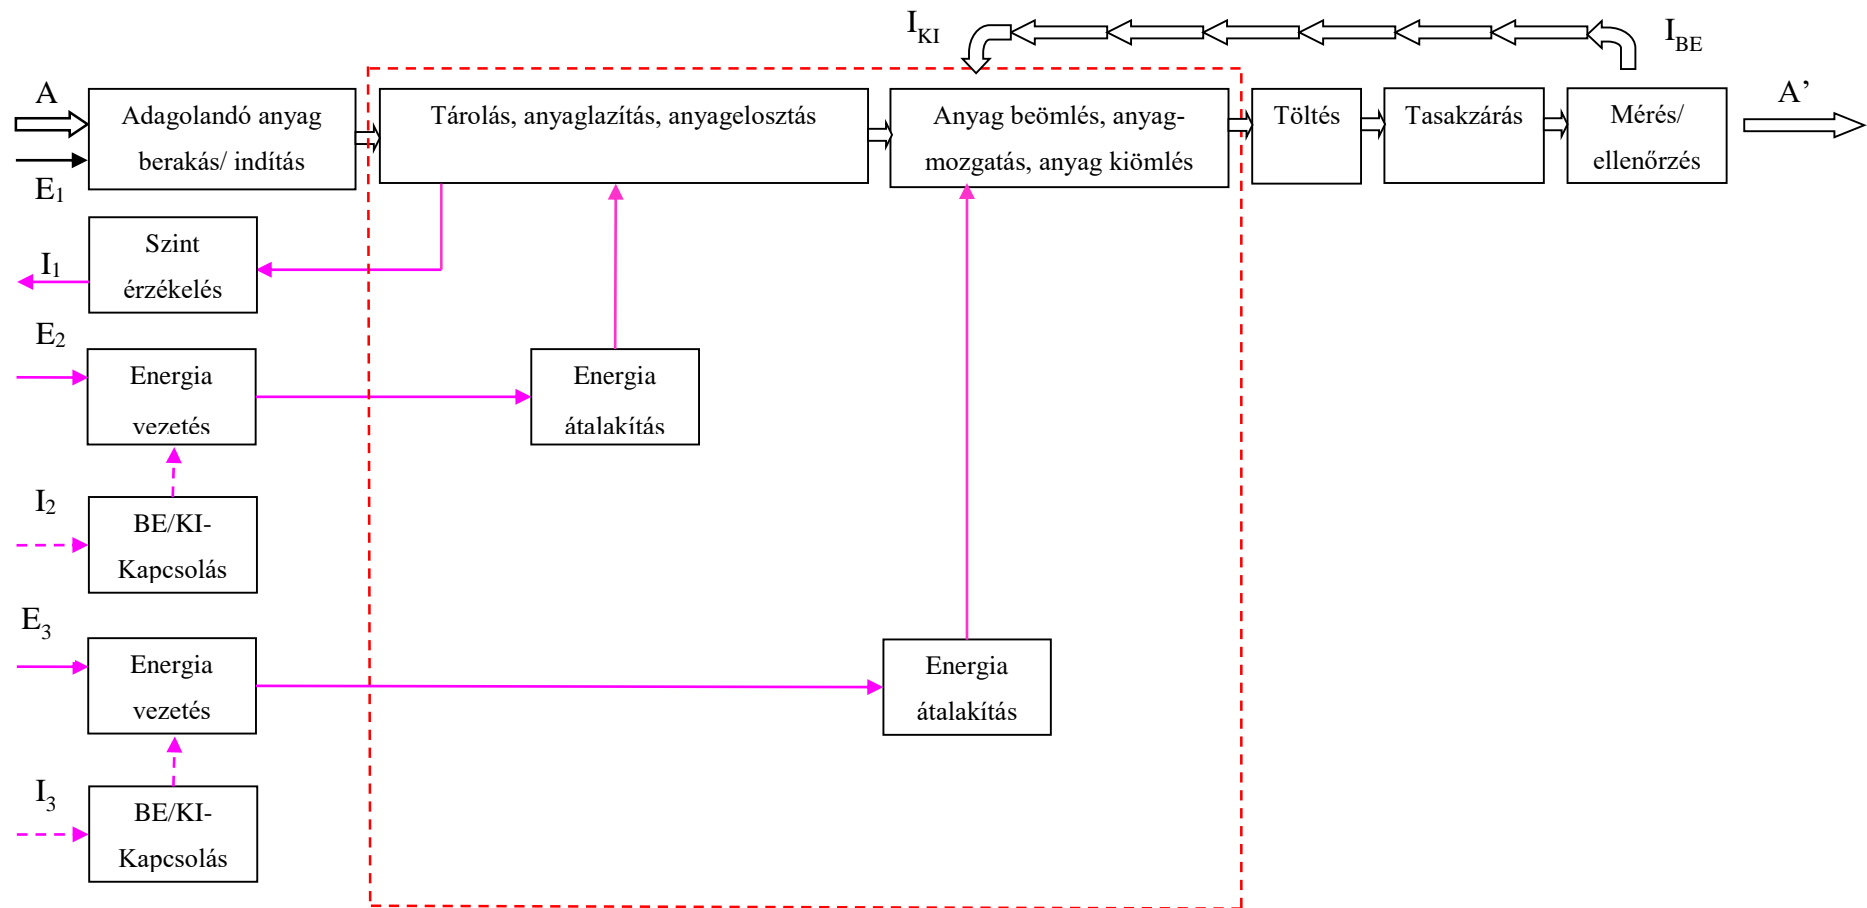 I_KI
I_BE
A
A’
Adagolandó anyag
berakás/ indítás
Tárolás, anyaglazítás, anyagelosztás
Anyag beömlés, anyag-
mozgatás, anyag kiömlés
Töltés
Tasakzárás
Mérés/
ellenőrzés
E₁
Szint
érzékelés
I₁
E₂
Energia
vezetés
Energia
átalakítás
I₂
BE/KI-
Kapcsolás
E₃
Energia
vezetés
Energia
átalakítás
I₃
BE/KI-
Kapcsolás